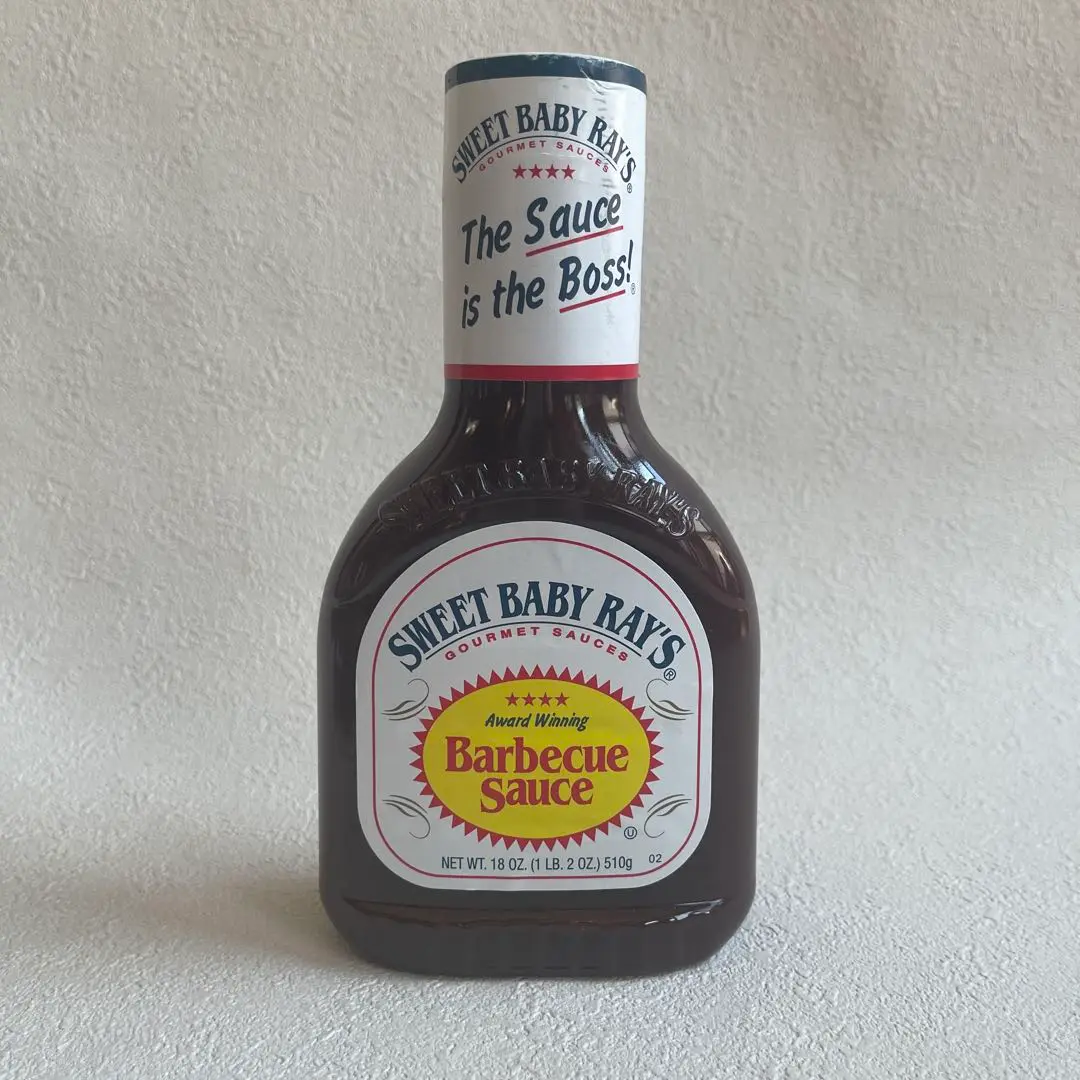 SWEET BABY RAY'S®
GOURMET SAUCES
The Sauce
is the Boss!®
SWEET BABY RAY'S
SWEET BABY RAY'S®
GOURMET SAUCES
Award Winning
Barbecue
Sauce
U
NET WT. 18 OZ. (1 LB. 2 OZ.) 510g 02